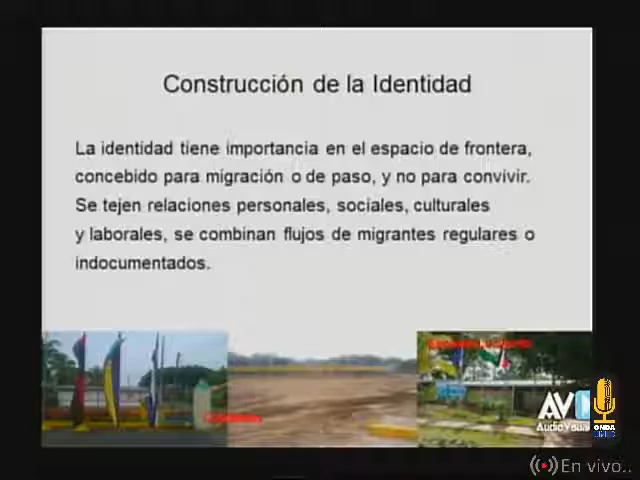 Construcción de la Identidad
La identidad tiene importancia en el espacio de frontera,
concebido para migración o de paso, y no para convivir.
Se tejen relaciones personales, sociales, culturales
y laborales, se combinan flujos de migrantes regulares o
indocumentados.
AV
AudioVisual
ONDA
En vivo..